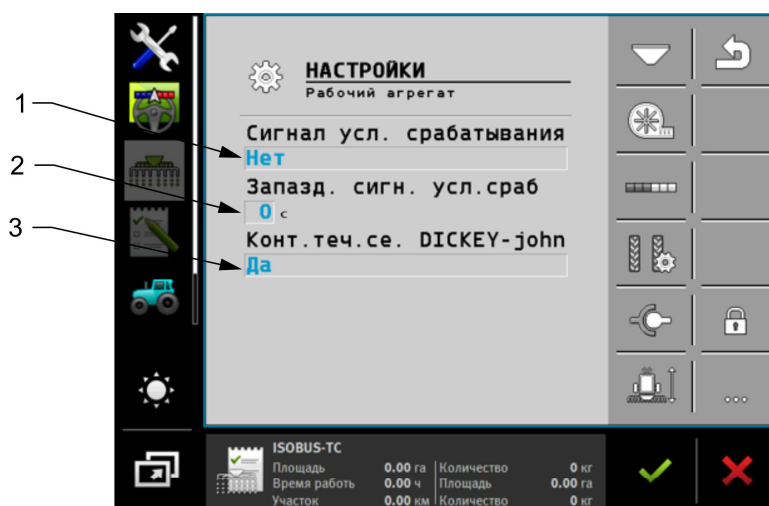 НАСТРОЙКИ
Рабочий агрегат
1
Сигнал усл. срабатывания
Нет
2
Запазд. сигн. усл.сраб
0 с
3
Конт.теч.се. DICKEY-john
Да
ISOBUS-TC
Площадь 0.00 га Количество 0 кг
Время работь 0.00 ч Площадь 0.00 га
Участок 0.00 км Количество 0 кг